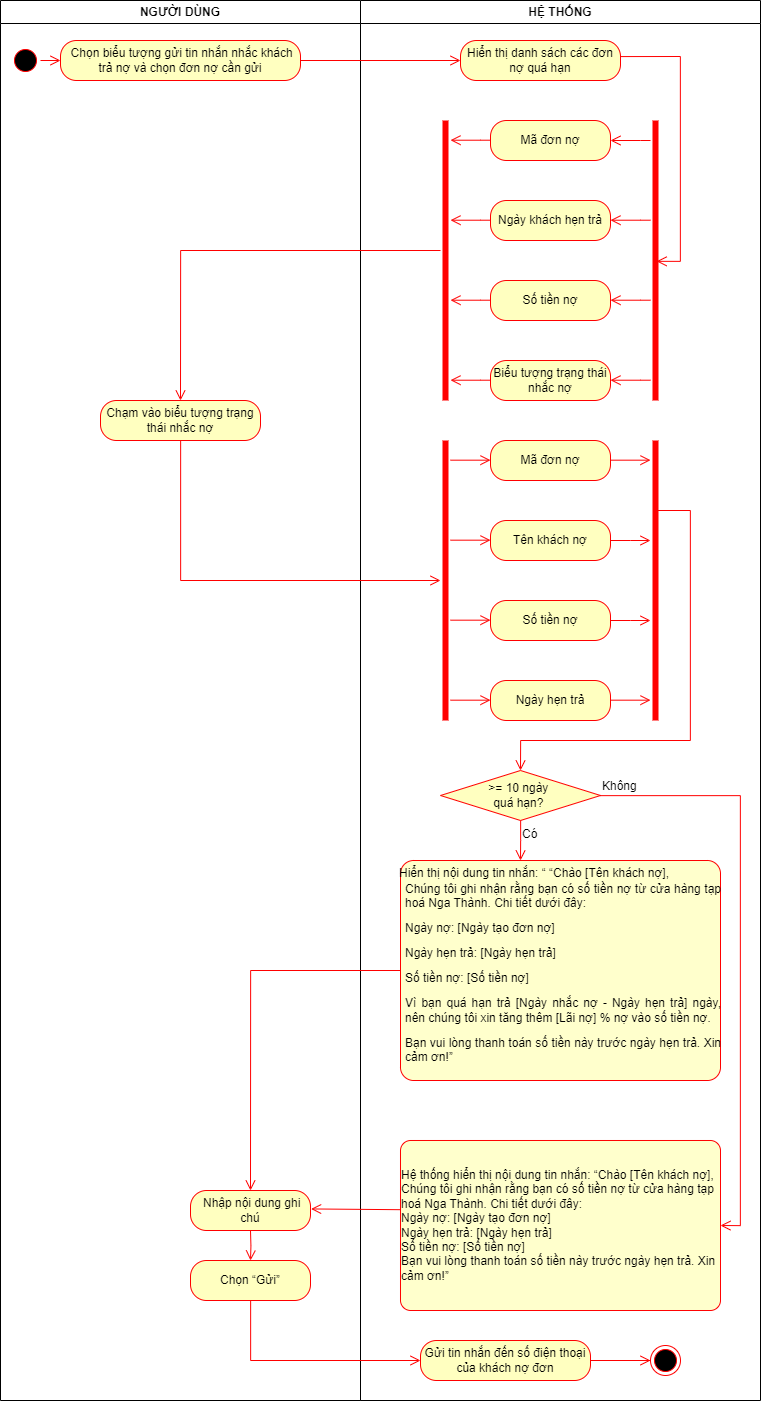 NGƯỜI DÙNG
HỆ THỐNG
Chọn biểu tượng gửi tin nhắn nhắc khách
trả nợ và chọn đơn nợ cần gửi
Hiển thị danh sách các đơn
nợ quá hạn
Mã đơn nợ
Ngày khách hẹn trả
Số tiền nợ
Biểu tượng trạng thái
nhắc nợ
Chạm vào biểu tượng trạng
thái nhắc nợ
Mã đơn nợ
Tên khách nợ
Số tiền nợ
Ngày hẹn trả
>= 10 ngày
quá hạn?
Không
Có
Hiển thị nội dung tin nhắn: “ “Chào [Tên khách nợ],
Chúng tôi ghi nhận rằng bạn có số tiền nợ từ cửa hàng tạp
hoá Nga Thành. Chi tiết dưới đây:
Ngày nợ: [Ngày tạo đơn nợ]
Ngày hẹn trả: [Ngày hẹn trả]
Số tiền nợ: [Số tiền nợ]
Vì bạn quá hạn trả [Ngày nhắc nợ - Ngày hẹn trả] ngày,
nên chúng tôi xin tăng thêm [Lãi nợ] % nợ vào số tiền nợ.
Bạn vui lòng thanh toán số tiền này trước ngày hẹn trả. Xin
cảm ơn!”
Hệ thống hiển thị nội dung tin nhắn: “Chào [Tên khách nợ],
Chúng tôi ghi nhận rằng bạn có số tiền nợ từ cửa hàng tạp
hoá Nga Thành. Chi tiết dưới đây:
Ngày nợ: [Ngày tạo đơn nợ]
Ngày hẹn trả: [Ngày hẹn trả]
Số tiền nợ: [Số tiền nợ]
Bạn vui lòng thanh toán số tiền này trước ngày hẹn trả. Xin
cảm ơn!”
Nhập nội dung ghi
chú
Chọn “Gửi”
Gửi tin nhắn đến số điện thoại
của khách nợ đơn